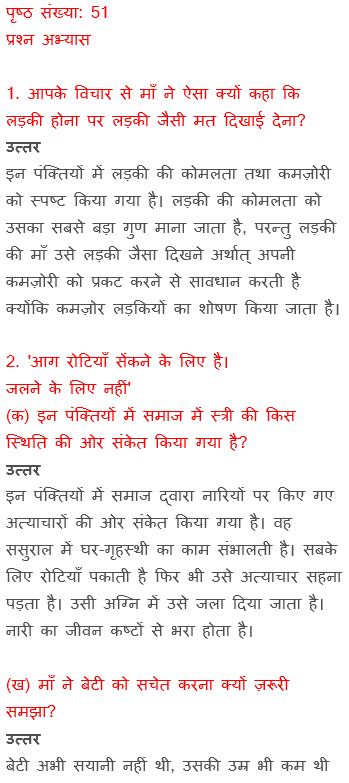 पृष्ठ संख्या: 51
प्रश्न अभ्यास
1. आपके विचार से माँ ने ऐसा क्यों कहा कि
लड़की होना पर लड़की जैसी मत दिखाई देना?
उत्तर
इन पंक्तियों में लड़की की कोमलता तथा कमज़ोरी
को स्पष्ट किया गया है। लड़की की कोमलता को
उसका सबसे बड़ा गुण माना जाता है, परन्तु लड़की
की माँ उसे लड़की जैसा दिखने अर्थात् अपनी
कमज़ोरी को प्रकट करने से सावधान करती है
क्योंकि कमज़ोर लड़कियों का शोषण किया जाता है।
2. 'आग रोटियाँ सेंकने के लिए है।
जलने के लिए नहीं'
(क) इन पंक्तियों में समाज में स्त्री की किस
स्थिति की ओर संकेत किया गया है?
उत्तर
इन पंक्तियों में समाज द्वारा नारियों पर किए गए
अत्याचारों की ओर संकेत किया गया है। वह
ससुराल में घर-गृहस्थी का काम संभालती है। सबके
लिए रोटियाँ पकाती है फिर भी उसे अत्याचार सहना
पड़ता है। उसी अग्नि में उसे जला दिया जाता है।
नारी का जीवन कष्टों से भरा होता है।
(ख) माँ ने बेटी को सचेत करना क्यों ज़रूरी
समझा?
उत्तर
बेटी अभी सयानी नहीं थी, उसकी उम्र भी कम थी